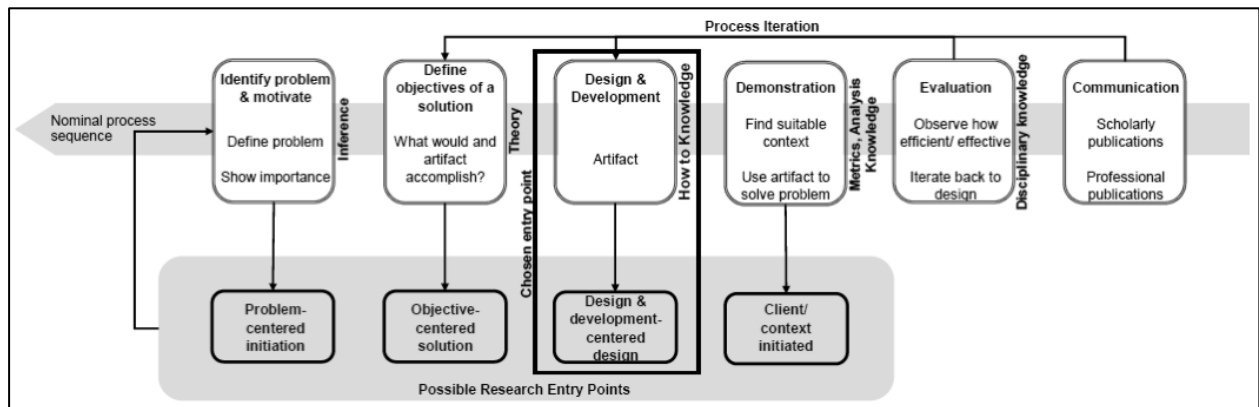 Process Iteration
Nominal process
sequence
Identify problem
& motivate
Define problem
Show importance
Inference
Define
objectives of a
solution
What would and
artifact
accomplish?
Theory
Chosen entry point
Design &
Development
Artifact
How to Knowledge
Demonstration
Find suitable
context
Use artifact to
solve problem
Metrics, Analysis
Knowledge
Evaluation
Observe how
efficient/ effective
Iterate back to
design
Disciplinary knowledge
Communication
Scholarly
publications
Professional
publications
Problem-
centered
initiation
Objective-
centered
solution
Design &
development-
centered
design
Client/
context
initiated
Possible Research Entry Points